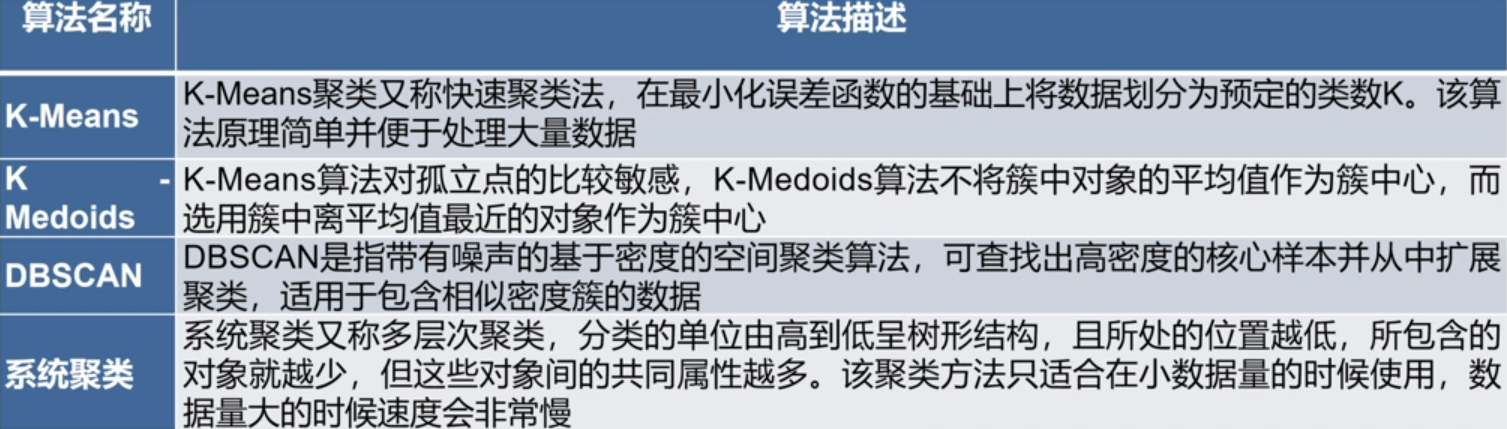 算法名称
算法描述
K-Means
K-Means聚类又称快速聚类法，在最小化误差函数的基础上将数据划分为预定的类数K。该算
法原理简单并便于处理大量数据
K -
Medoids
K-Means算法对孤立点的比较敏感，K-Medoids算法不将簇中对象的平均值作为簇中心，而
选用簇中离平均值最近的对象作为簇中心
DBSCAN
DBSCAN是指带有噪声的基于密度的空间聚类算法，可查找出高密度的核心样本并从中扩展
聚类，适用于包含相似密度簇的数据
系统聚类
系统聚类又称多层次聚类，分类的单位由高到低呈树形结构，且所处的位置越低，所包含的
对象就越少，但这些对象间的共同属性越多。该聚类方法只适合在小数据量的时候使用，数
据量大的时候速度会非常慢